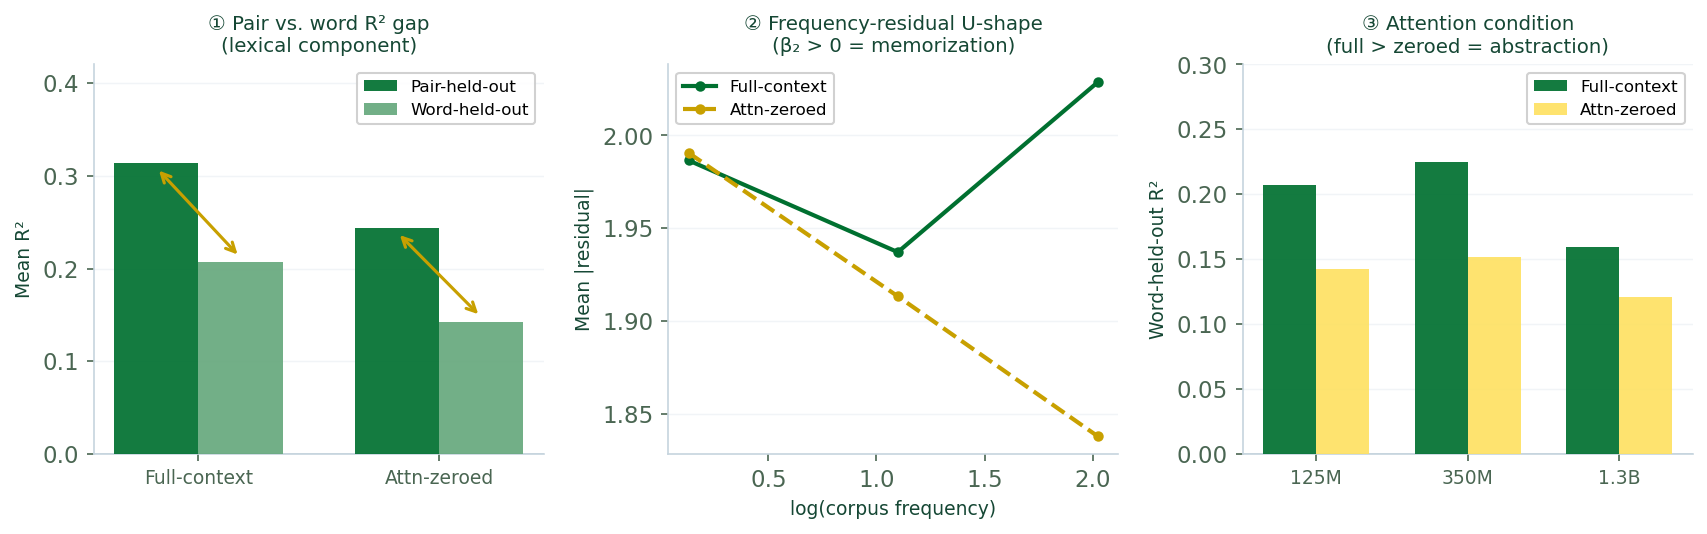 ① Pair vs. word R² gap
(lexical component)
Pair-held-out
Word-held-out
Mean R²
0.4
0.3
0.2
0.1
0.0
Full-context
Attn-zeroed
② Frequency-residual U-shape
(β₂ > 0 = memorization)
Full-context
Attn-zeroed
Mean |residual|
2.00
1.95
1.90
1.85
0.5
1.0
1.5
2.0
log(corpus frequency)
③ Attention condition
(full > zeroed = abstraction)
Full-context
Attn-zeroed
Word-held-out R²
0.30
0.25
0.20
0.15
0.10
0.05
0.00
125M
350M
1.3B